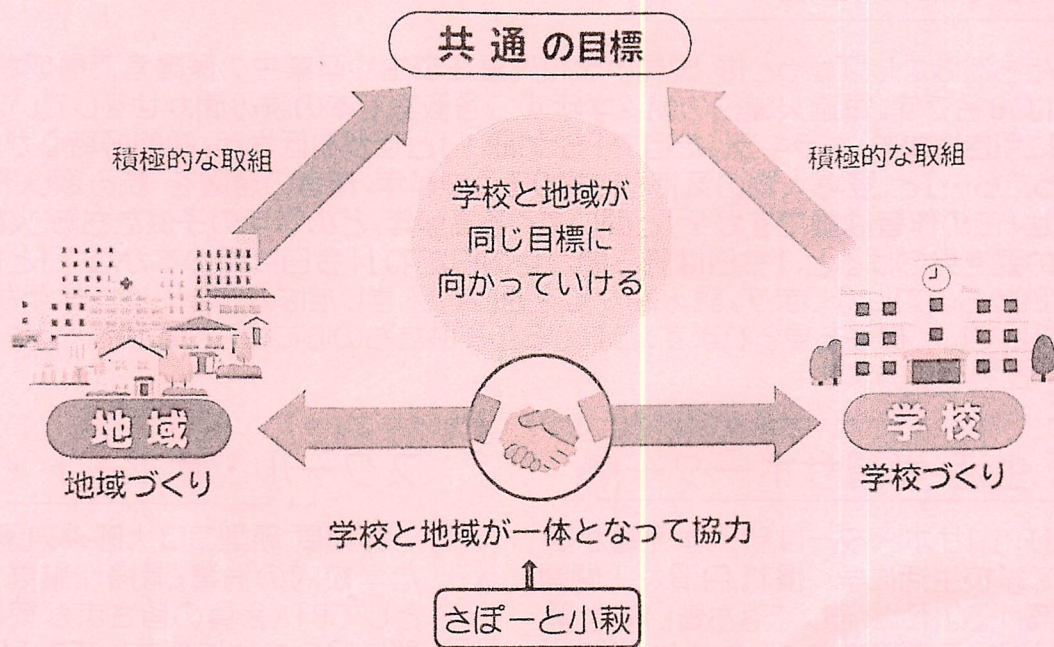 共通の目標
積極的な取組
積極的な取組
学校と地域が
同じ目標に
向かっていける
地域
地域づくり
学校
学校づくり
学校と地域が一体となって協力
さぽーと小萩